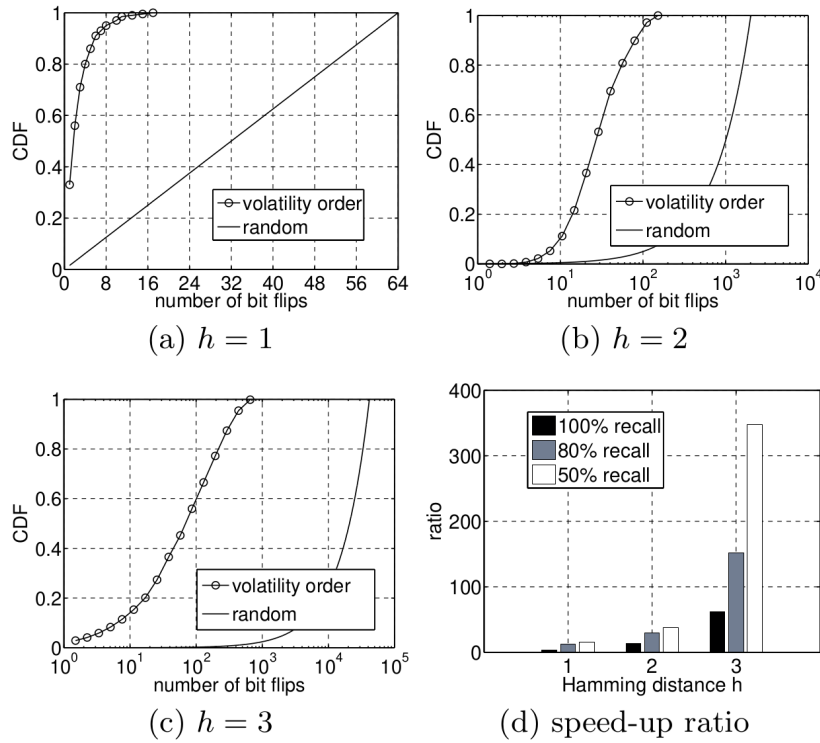 1
0.8
0.6
0.4
0.2
0
CDF
volatility order
random
0 8 16 24 32 40 48 56 64
number of bit flips
(a) h = 1
1
0.8
0.6
0.4
0.2
0
CDF
volatility order
random
10^0 10^1 10^2 10^3 10^4
number of bit flips
(b) h = 2
1
0.8
0.6
0.4
0.2
0
CDF
volatility order
random
10^0 10^1 10^2 10^3 10^4 10^5
number of bit flips
(c) h = 3
400
300
200
100
0
ratio
100% recall
80% recall
50% recall
1 2 3
Hamming distance h
(d) speed-up ratio